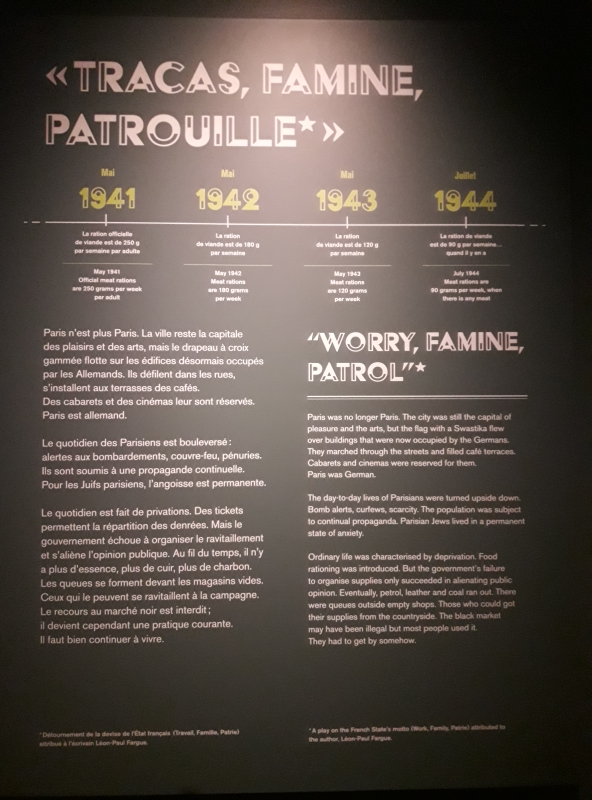 « TRACAS, FAMINE,
PATROUILLE* »
Mai
1941
La ration officielle
de viande est de 250 g
par semaine par adulte
May 1941
Official meat rations
are 250 grams per week
per adult
Mai
1942
La ration
de viande est de 180 g
par semaine
May 1942
Meat rations
are 180 grams
per week
Mai
1943
La ration
de viande est de 120 g
par semaine
May 1943
Meat rations
are 120 grams
per week
Juillet
1944
La ration de viande
est de 90 g par semaine...
quand il y en a
July 1944
Meat rations are
90 grams per week, when
there is any meat
Paris n'est plus Paris. La ville reste la capitale
des plaisirs et des arts, mais le drapeau à croix
gammée flotte sur les édifices désormais occupés
par les Allemands. Ils défilent dans les rues,
s'installent aux terrasses des cafés.
Des cabarets et des cinémas leur sont réservés.
Paris est allemand.
Le quotidien des Parisiens est bouleversé :
alertes aux bombardements, couvre-feu, pénuries.
Ils sont soumis à une propagande continuelle.
Pour les Juifs parisiens, l'angoisse est permanente.
Le quotidien est fait de privations. Des tickets
permettent la répartition des denrées. Mais le
gouvernement échoue à organiser le ravitaillement
et s'aliène l'opinion publique. Au fil du temps, il n'y
a plus d'essence, plus de cuir, plus de charbon.
Les queues se forment devant les magasins vides.
Ceux qui le peuvent se ravitaillent à la campagne.
Le recours au marché noir est interdit ;
il devient cependant une pratique courante.
Il faut bien continuer à vivre.
"WORRY, FAMINE,
PATROL"*
Paris was no longer Paris. The city was still the capital of
pleasure and the arts, but the flag with a Swastika flew
over buildings that were now occupied by the Germans.
They marched through the streets and filled café terraces.
Cabarets and cinemas were reserved for them.
Paris was German.
The day-to-day lives of Parisians were turned upside down.
Bomb alerts, curfews, scarcity. The population was subject
to continual propaganda. Parisian Jews lived in a permanent
state of anxiety.
Ordinary life was characterised by deprivation. Food
rationing was introduced. But the government's failure
to organise supplies only succeeded in alienating public
opinion. Eventually, petrol, leather and coal ran out. There
were queues outside empty shops. Those who could got
their supplies from the countryside. The black market
may have been illegal but most people used it.
They had to get by somehow.
*Détournement de la devise de l'État français (Travail, Famille, Patrie)
attribué à l'écrivain Léon-Paul Fargue.
*A play on the French State's motto (Work, Family, Patrie) attributed to
the author, Léon-Paul Fargue.